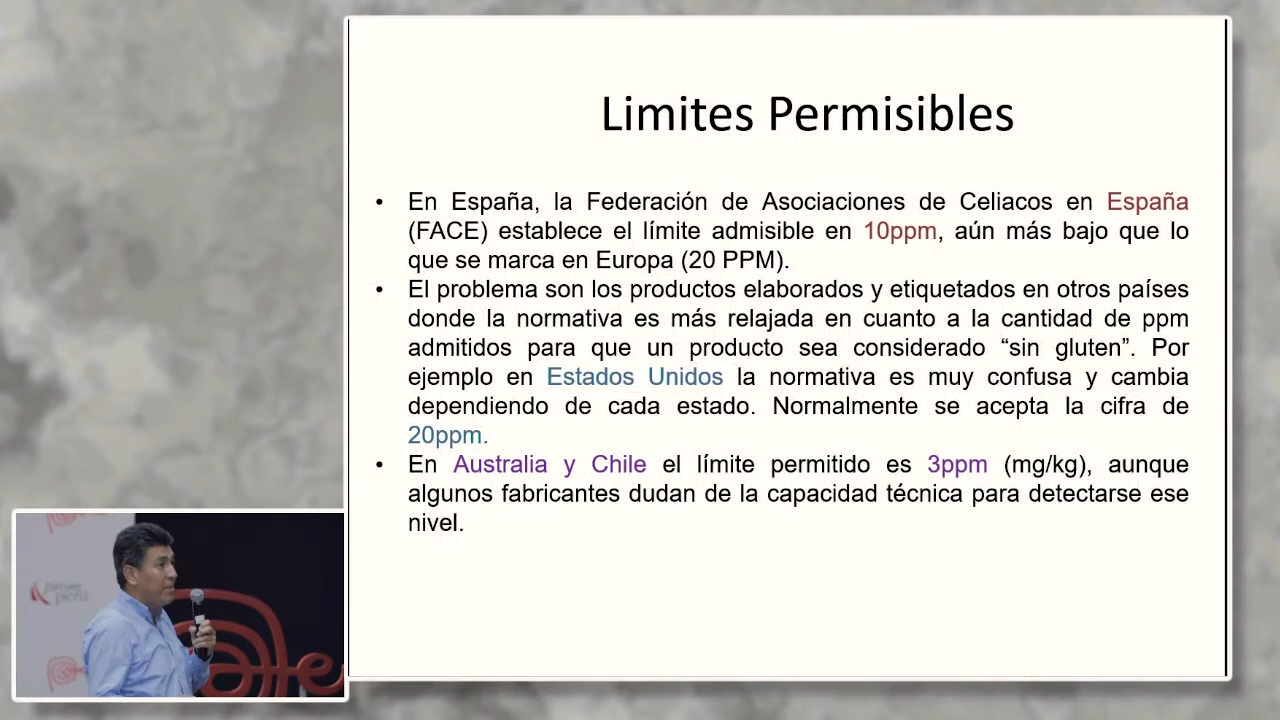 Limites Permisibles
• En España, la Federación de Asociaciones de Celiacos en España
(FACE) establece el límite admisible en 10ppm, aún más bajo que lo
que se marca en Europa (20 PPM).
• El problema son los productos elaborados y etiquetados en otros países
donde la normativa es más relajada en cuanto a la cantidad de ppm
admitidos para que un producto sea considerado “sin gluten”. Por
ejemplo en Estados Unidos la normativa es muy confusa y cambia
dependiendo de cada estado. Normalmente se acepta la cifra de
20ppm.
• En Australia y Chile el límite permitido es 3ppm (mg/kg), aunque
algunos fabricantes dudan de la capacidad técnica para detectarse ese
nivel.
perú